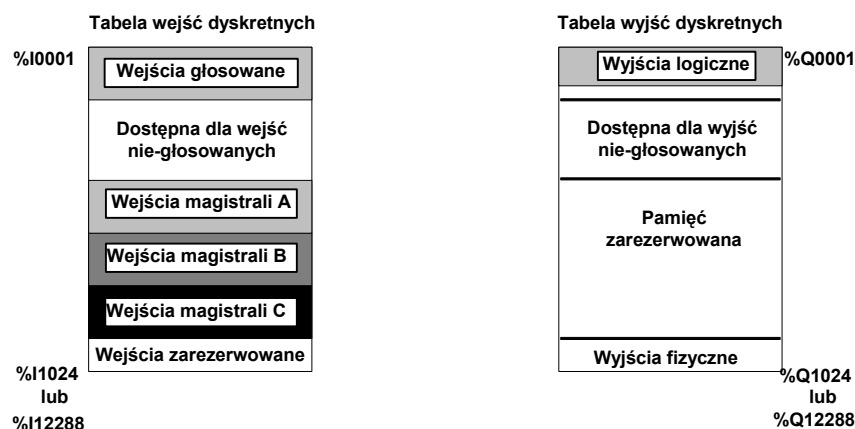 Tabela wejść dyskretnych
%I0001
Wejścia głosowane
Dostępna dla wejść
nie-głosowanych
Wejścia magistrali A
Wejścia magistrali B
Wejścia magistrali C
Wejścia zarezerwowane
%I1024
lub
%I12288
Tabela wyjść dyskretnych
Wyjścia logiczne
%Q0001
Dostępna dla wyjść
nie-głosowanych
Pamięć
zarezerwowana
Wyjścia fizyczne
%Q1024
lub
%Q12288